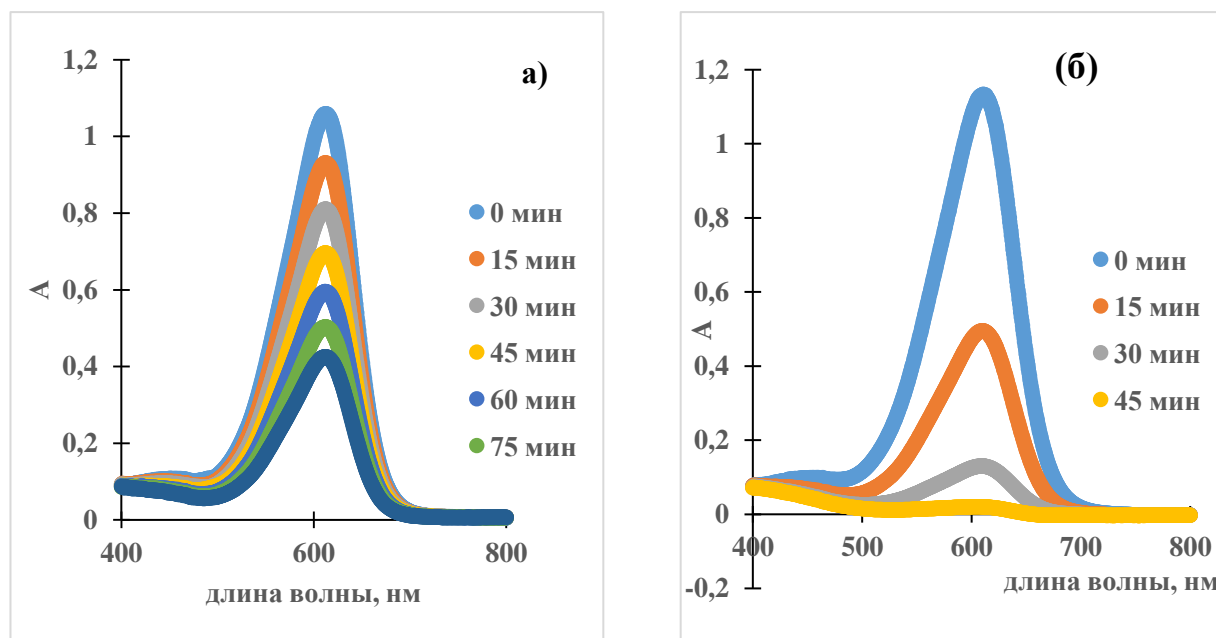 а)
1,2
1
0,8
0,6
0,4
0,2
0
400
600
800
А
длина волны, нм
0 мин
15 мин
30 мин
45 мин
60 мин
75 мин
(б)
1,2
1
0,8
0,6
0,4
0,2
0
-0,2
400
500
600
700
800
А
длина волны, нм
0 мин
15 мин
30 мин
45 мин